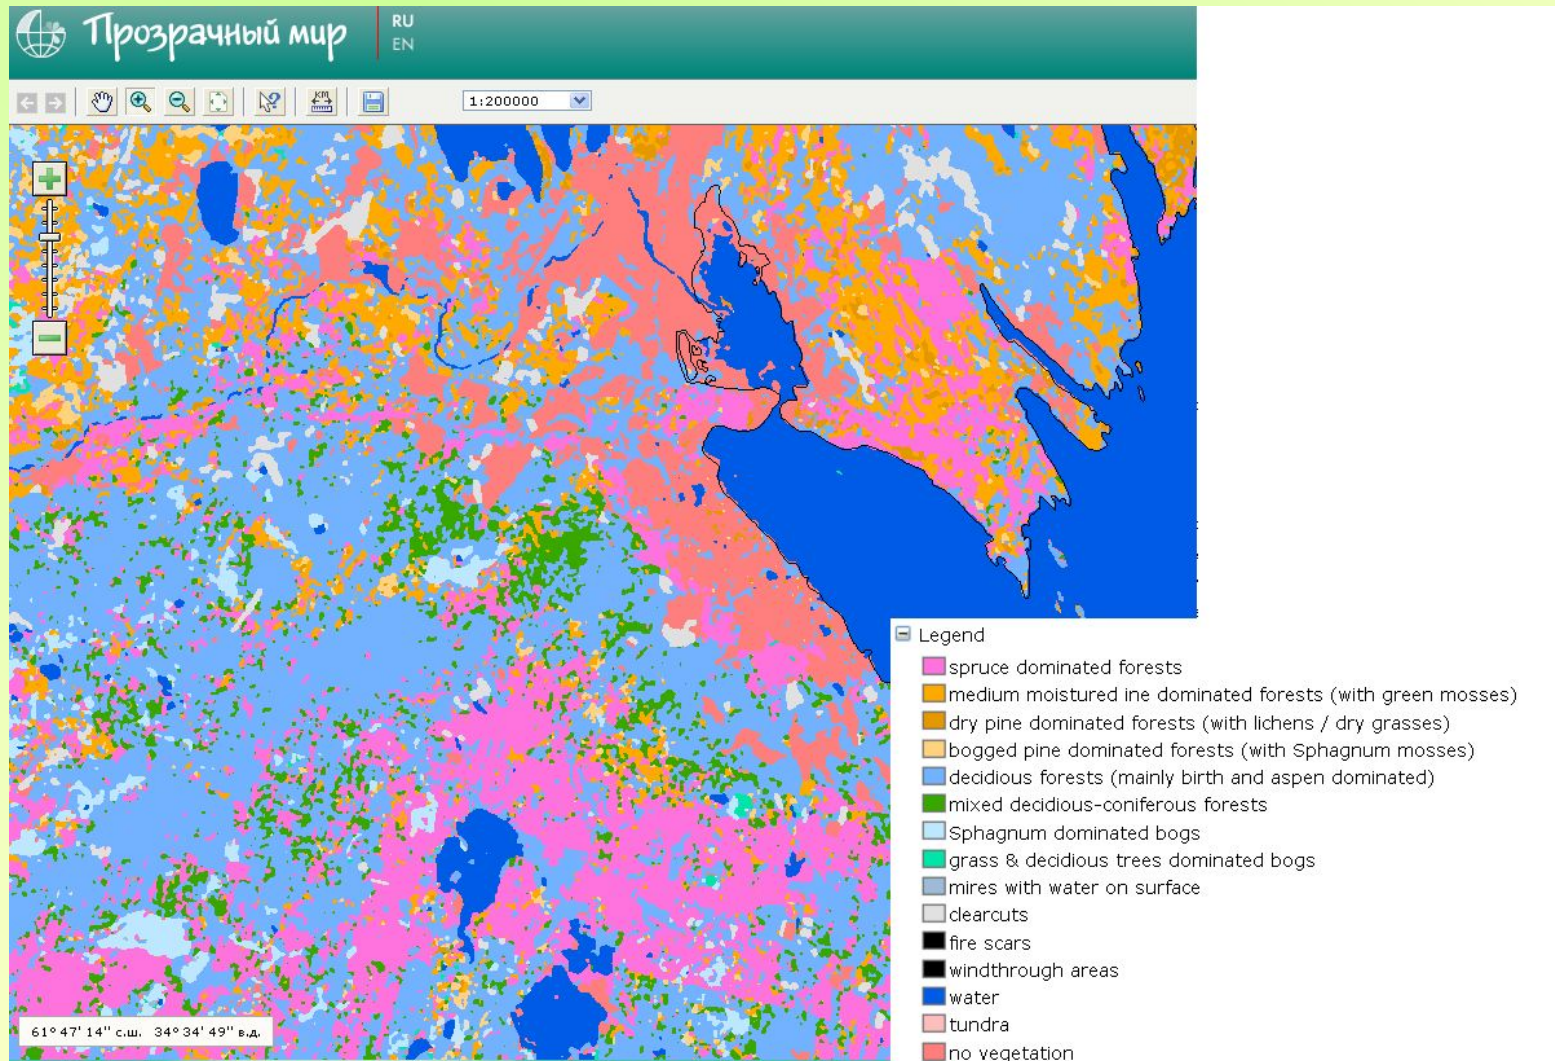 Прозрачный мир
RU
EN
KM
1:200000
Legend
spruce dominated forests
medium moistured ine dominated forests (with green mosses)
dry pine dominated forests (with lichens / dry grasses)
bogged pine dominated forests (with Sphagnum mosses)
decidious forests (mainly birth and aspen dominated)
mixed decidious-coniferous forests
Sphagnum dominated bogs
grass & decidious trees dominated bogs
mires with water on surface
clearcuts
fire scars
windthrough areas
water
tundra
no vegetation
61° 47' 14'' с.ш. 34° 34' 49'' в.д.